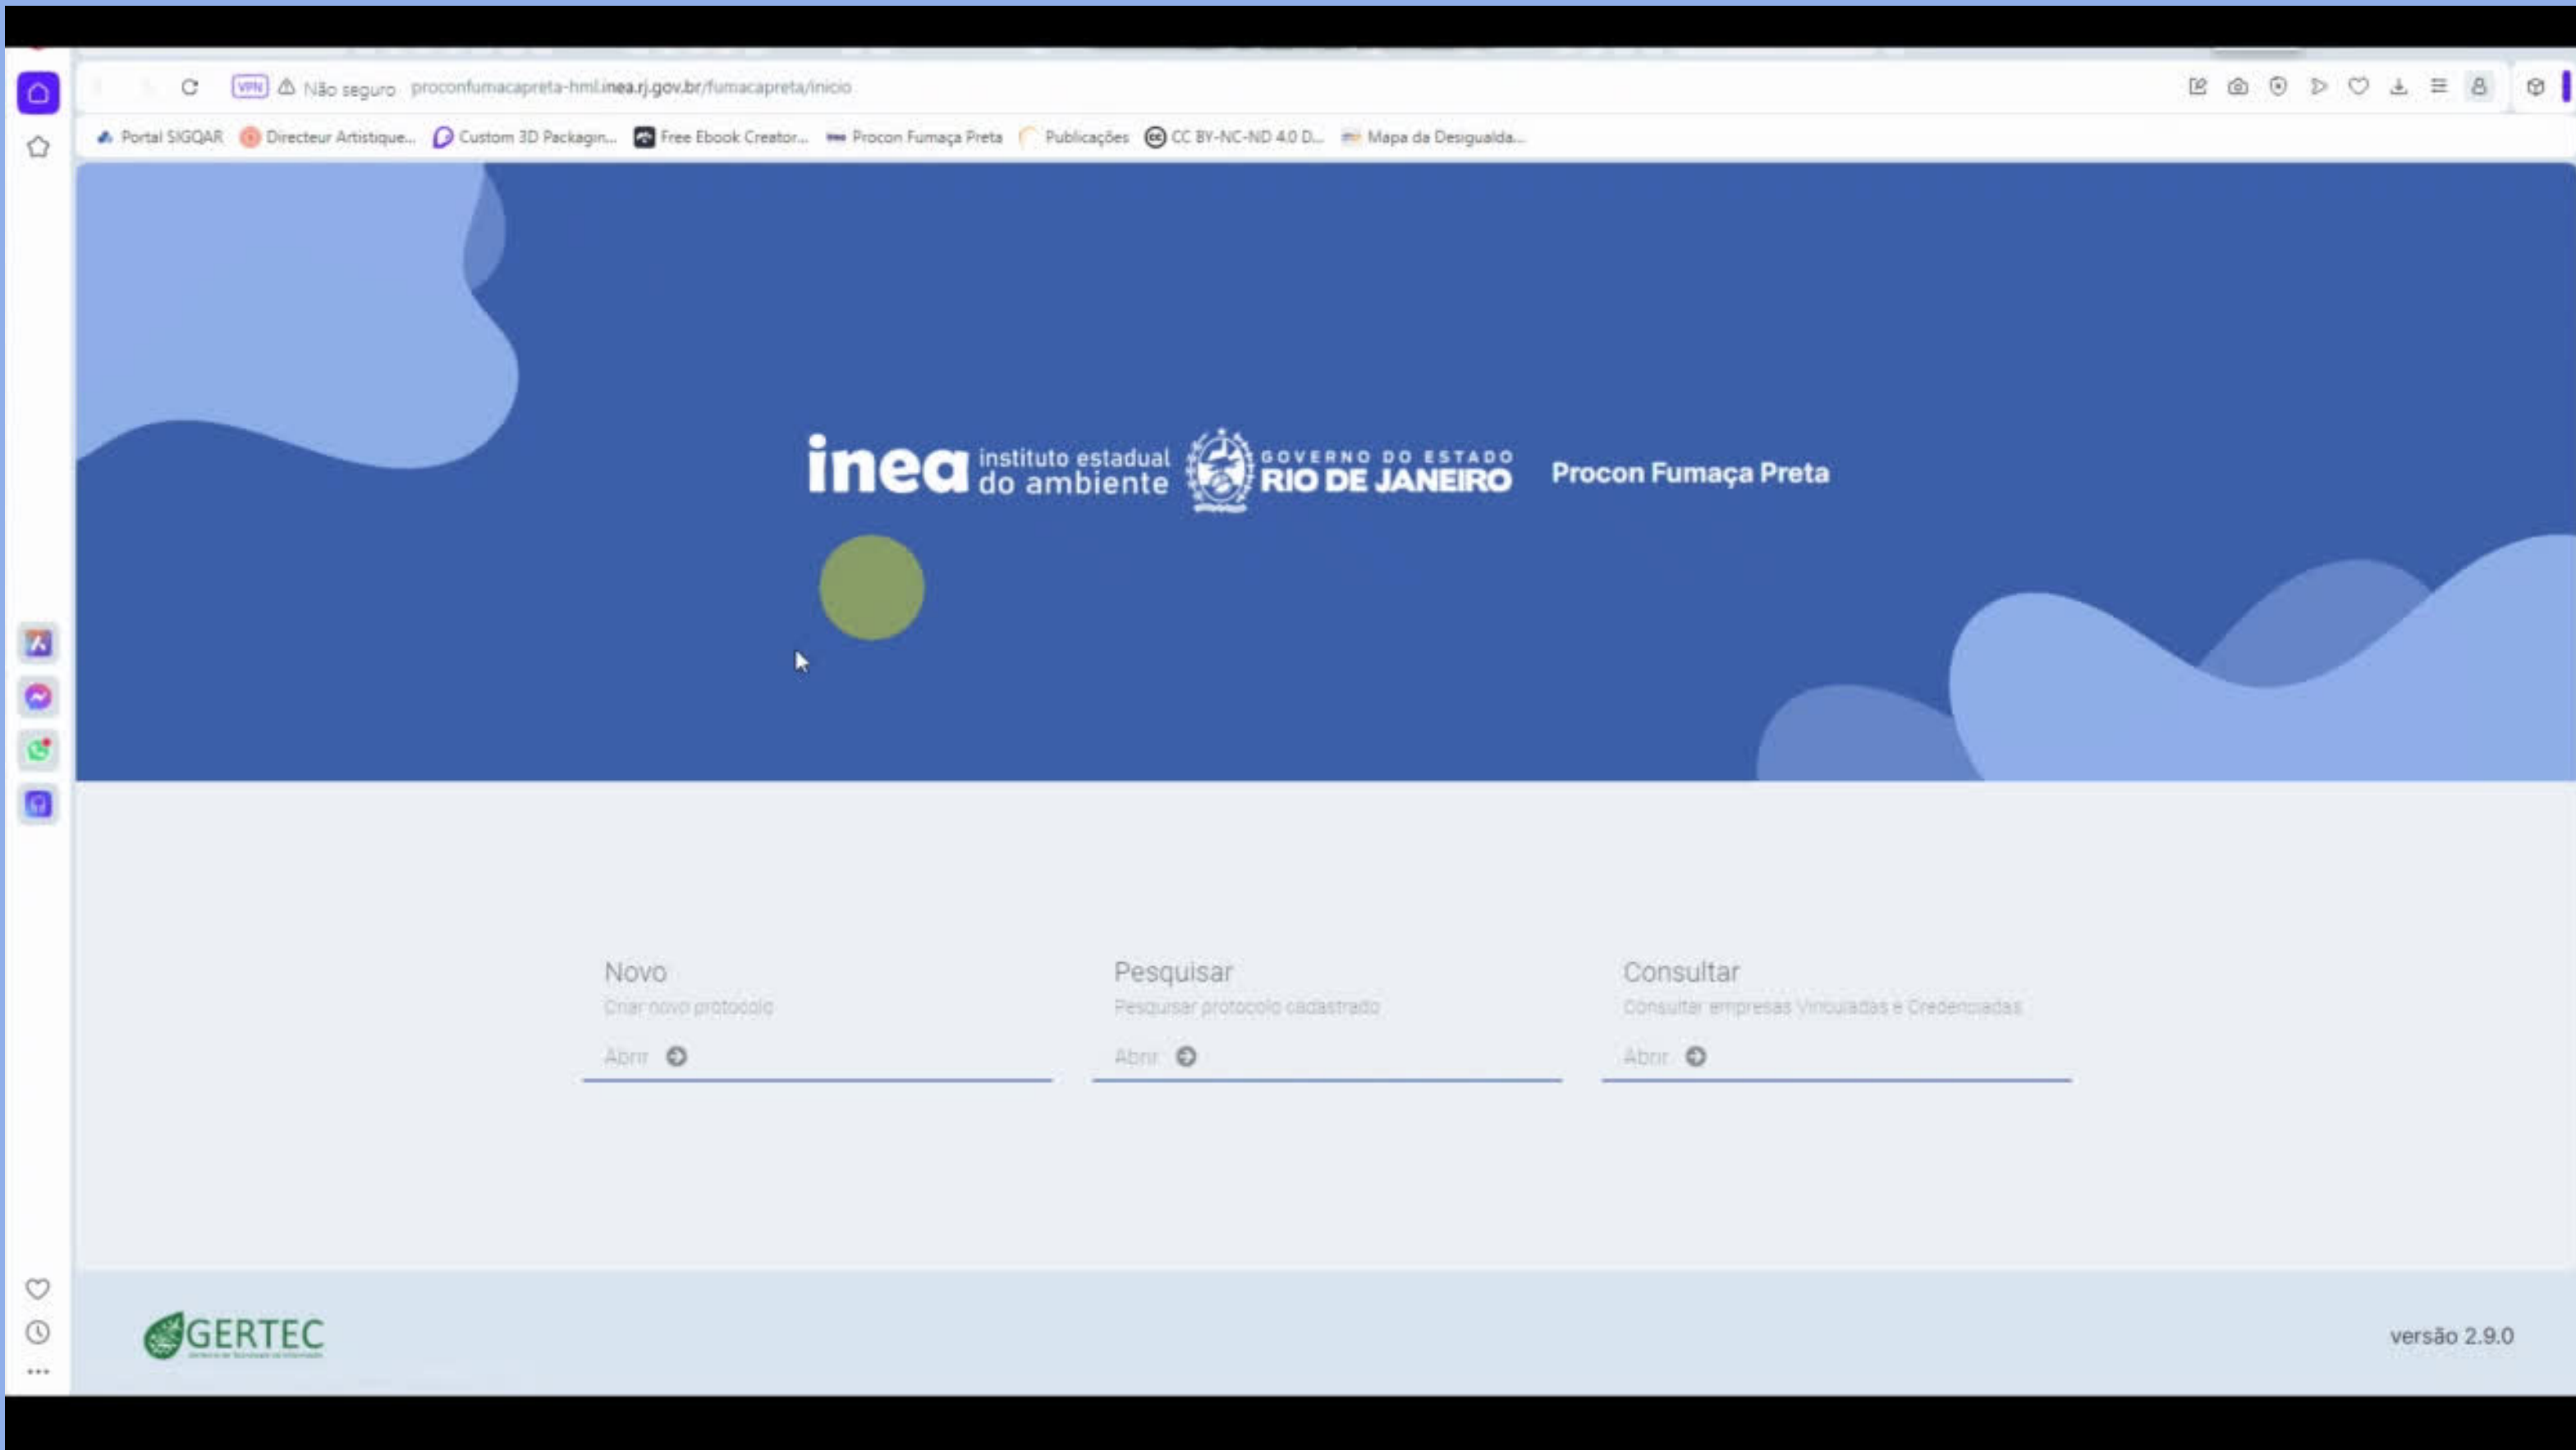 VPN Não seguro proconfumacapreta-hml.inea.rj.gov.br/fumacapreta/inicio
Portal SIGQAR Directeur Artistique... Custom 3D Packagin... Free Ebook Creator... Procon Fumaça Preta Publicações CC BY-NC-ND 4.0 D... Mapa da Desigualda...
inea instituto estadual do ambiente GOVERNO DO ESTADO RIO DE JANEIRO Procon Fumaça Preta
Novo Pesquisar Consultar
Criar novo protocolo Pesquisar protocolo cadastrado Consultar empresas Vinculadas e Credenciadas
Abrir Abrir Abrir
GERTEC versão 2.9.0